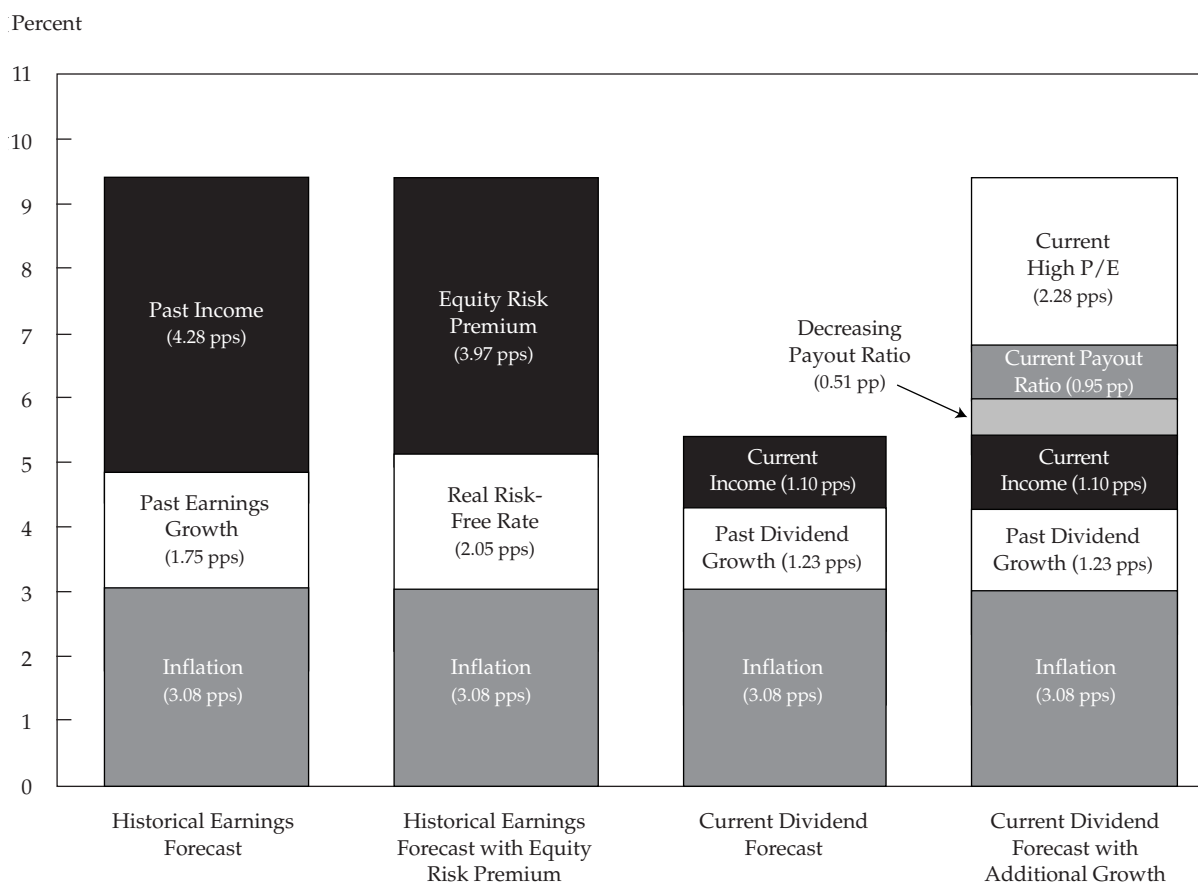 Percent
11
10
9
8
7
6
5
4
3
2
1
0
Past Income
(4.28 pps)
Past Earnings
Growth
(1.75 pps)
Inflation
(3.08 pps)
Equity Risk
Premium
(3.97 pps)
Real Risk-
Free Rate
(2.05 pps)
Inflation
(3.08 pps)
Current
Income (1.10 pps)
Past Dividend
Growth (1.23 pps)
Inflation
(3.08 pps)
Decreasing
Payout Ratio
(0.51 pp)
Current
High P/E
(2.28 pps)
Current Payout
Ratio (0.95 pp)
Current
Income (1.10 pps)
Past Dividend
Growth (1.23 pps)
Inflation
(3.08 pps)
Historical Earnings
Forecast
Historical Earnings
Forecast with Equity
Risk Premium
Current Dividend
Forecast
Current Dividend
Forecast with
Additional Growth